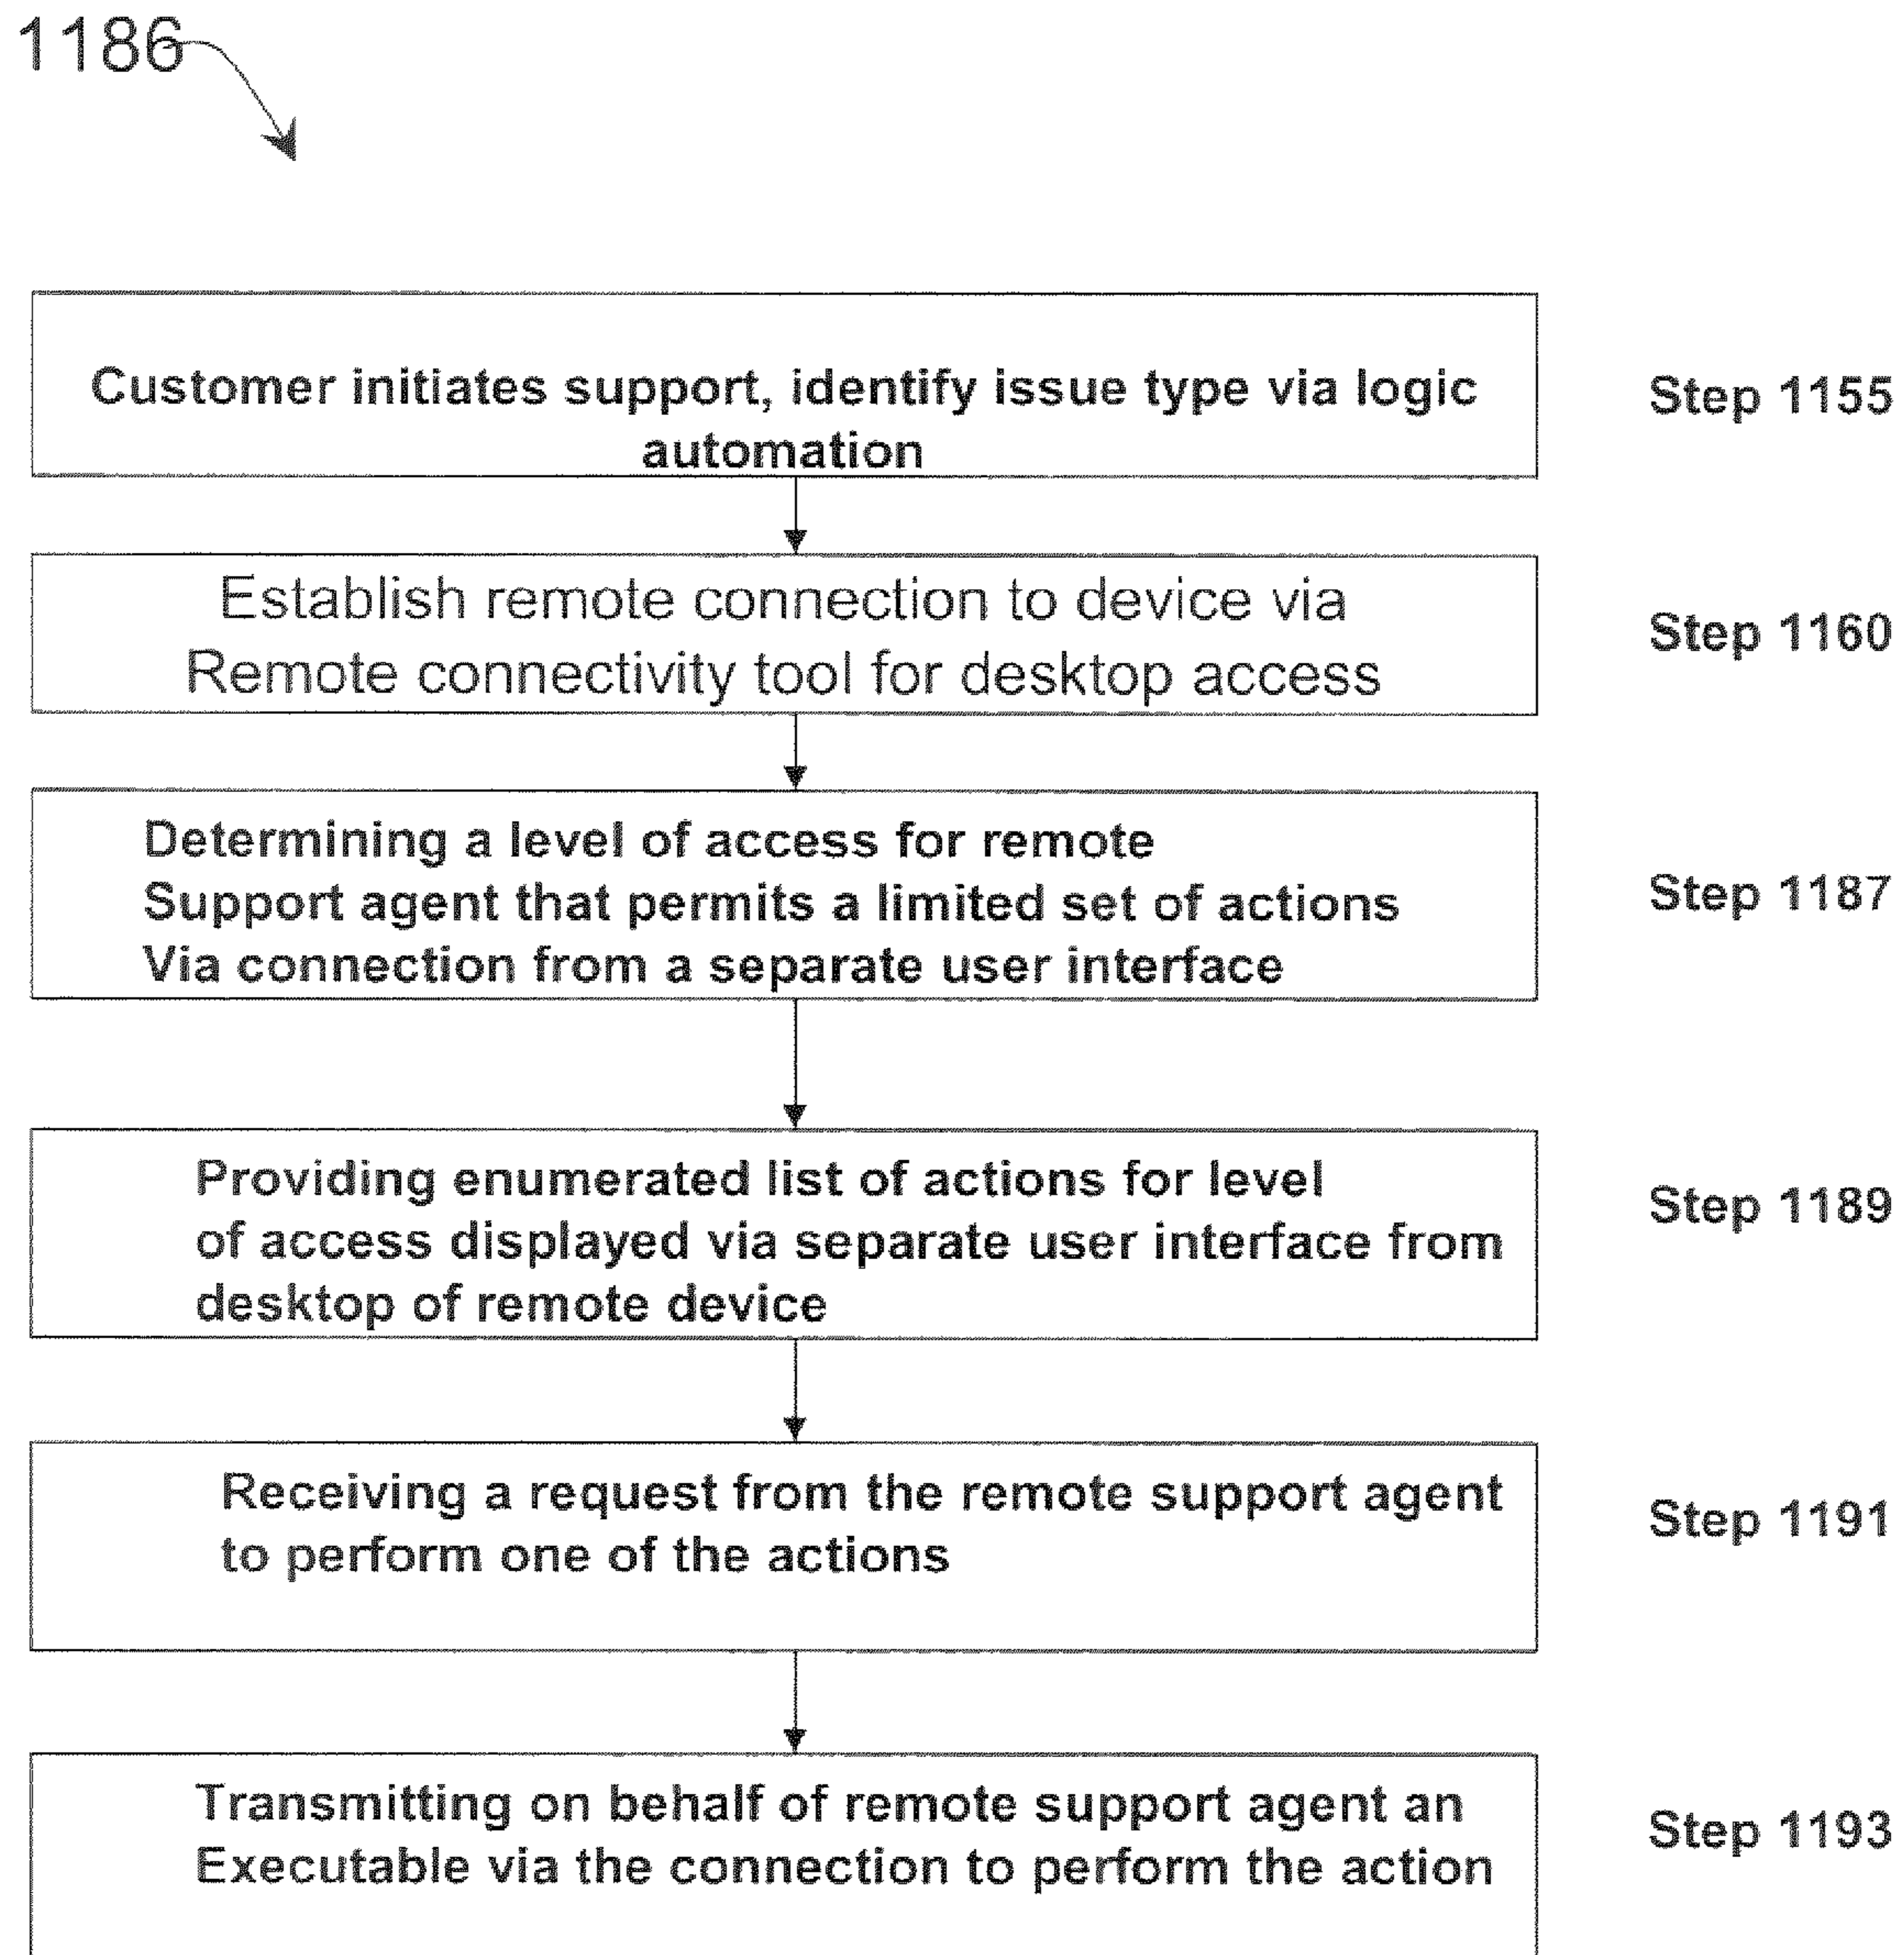 1186
Customer initiates support, identify issue type via logic
automation
Step 1155
Establish remote connection to device via
Remote connectivity tool for desktop access
Step 1160
Determining a level of access for remote
Support agent that permits a limited set of actions
Via connection from a separate user interface
Step 1187
Providing enumerated list of actions for level
of access displayed via separate user interface from
desktop of remote device
Step 1189
Receiving a request from the remote support agent
to perform one of the actions
Step 1191
Transmitting on behalf of remote support agent an
Executable via the connection to perform the action
Step 1193